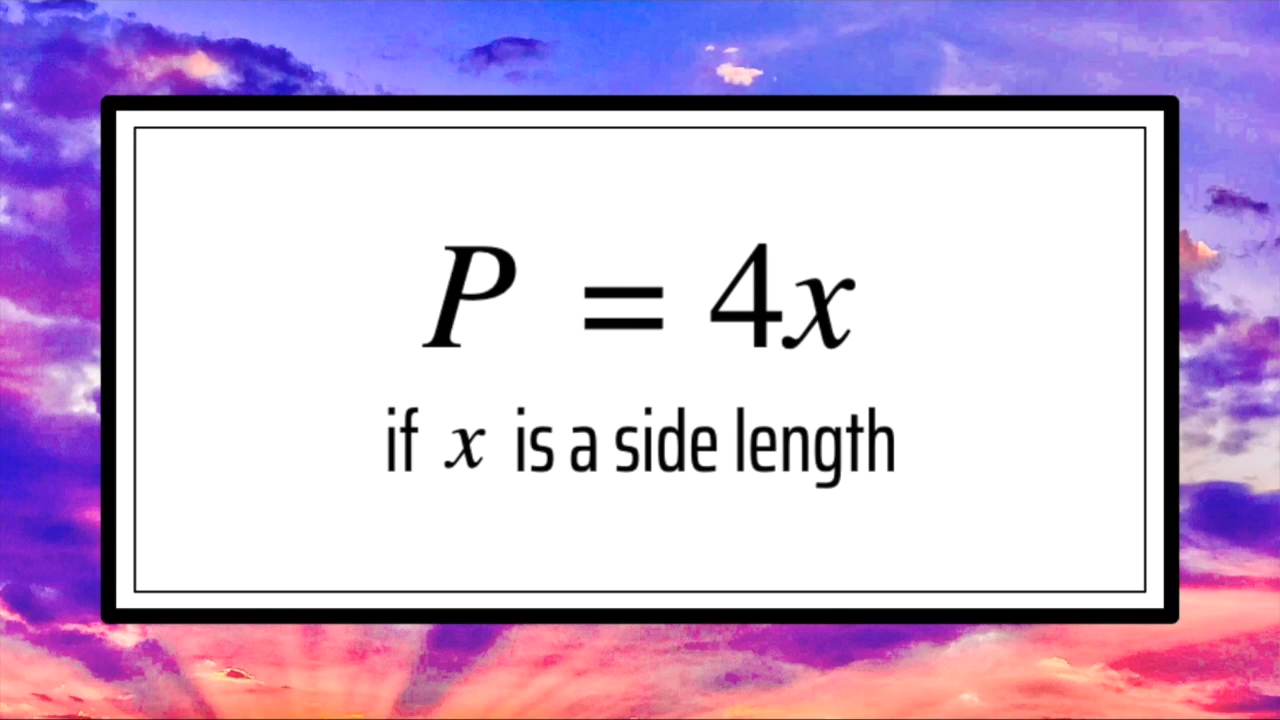 P = 4x
if x is a side length